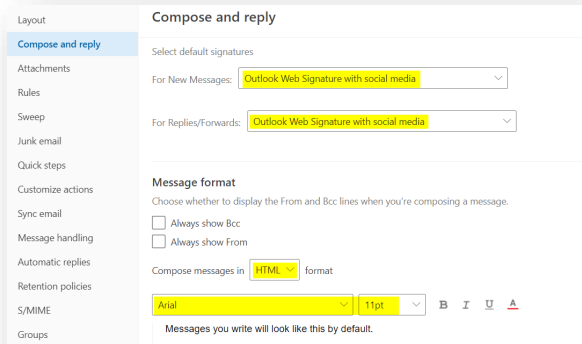 Layout
Compose and reply
Attachments
Rules
Sweep
Junk email
Quick steps
Customize actions
Sync email
Message handling
Automatic replies
Retention policies
S/MIME
Groups
Compose and reply
Select default signatures
For New Messages: Outlook Web Signature with social media
For Replies/Forwards: Outlook Web Signature with social media
Message format
Choose whether to display the From and Bcc lines when you're composing a message.
Always show Bcc
Always show From
Compose messages in HTML format
Arial 11pt B I U A
Messages you write will look like this by default.